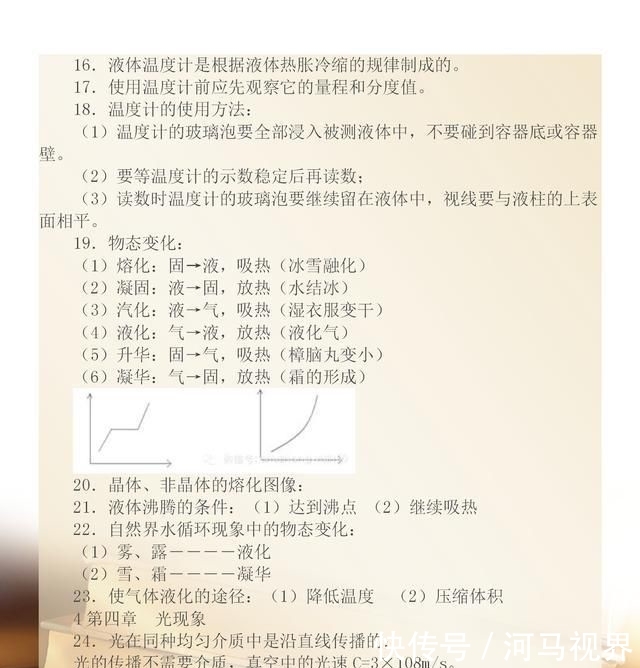 16．液体温度计是根据液体热胀冷缩的规律制成的。
17．使用温度计前应先观察它的量程和分度值。
18．温度计的使用方法：
（1）温度计的玻璃泡要全部浸入被测液体中，不要碰到容器底或容器
壁。
（2）要等温度计的示数稳定后再读数；
（3）读数时温度计的玻璃泡要继续留在液体中，视线要与液柱的上表
面相平。
19．物态变化：
（1）熔化：固→液，吸热（冰雪融化）
（2）凝固：液→固，放热（水结冰）
（3）汽化：液→气，吸热（湿衣服变干）
（4）液化：气→液，放热（液化气）
（5）升华：固→气，吸热（樟脑丸变小）
（6）凝华：气→固，放热（霜的形成）
20．晶体、非晶体的熔化图像：
21．液体沸腾的条件：（1）达到沸点 （2）继续吸热
22．自然界水循环现象中的物态变化：
（1）雾、露————液化
（2）雪、霜————凝华
23．使气体液化的途径：（1）降低温度 （2）压缩体积
4 第四章 光现象
24．光在同种均匀介质中是沿直线传播的，
光的传播不需要介质，真空中的光速 C=3×108m/s。
快传号／河马视界